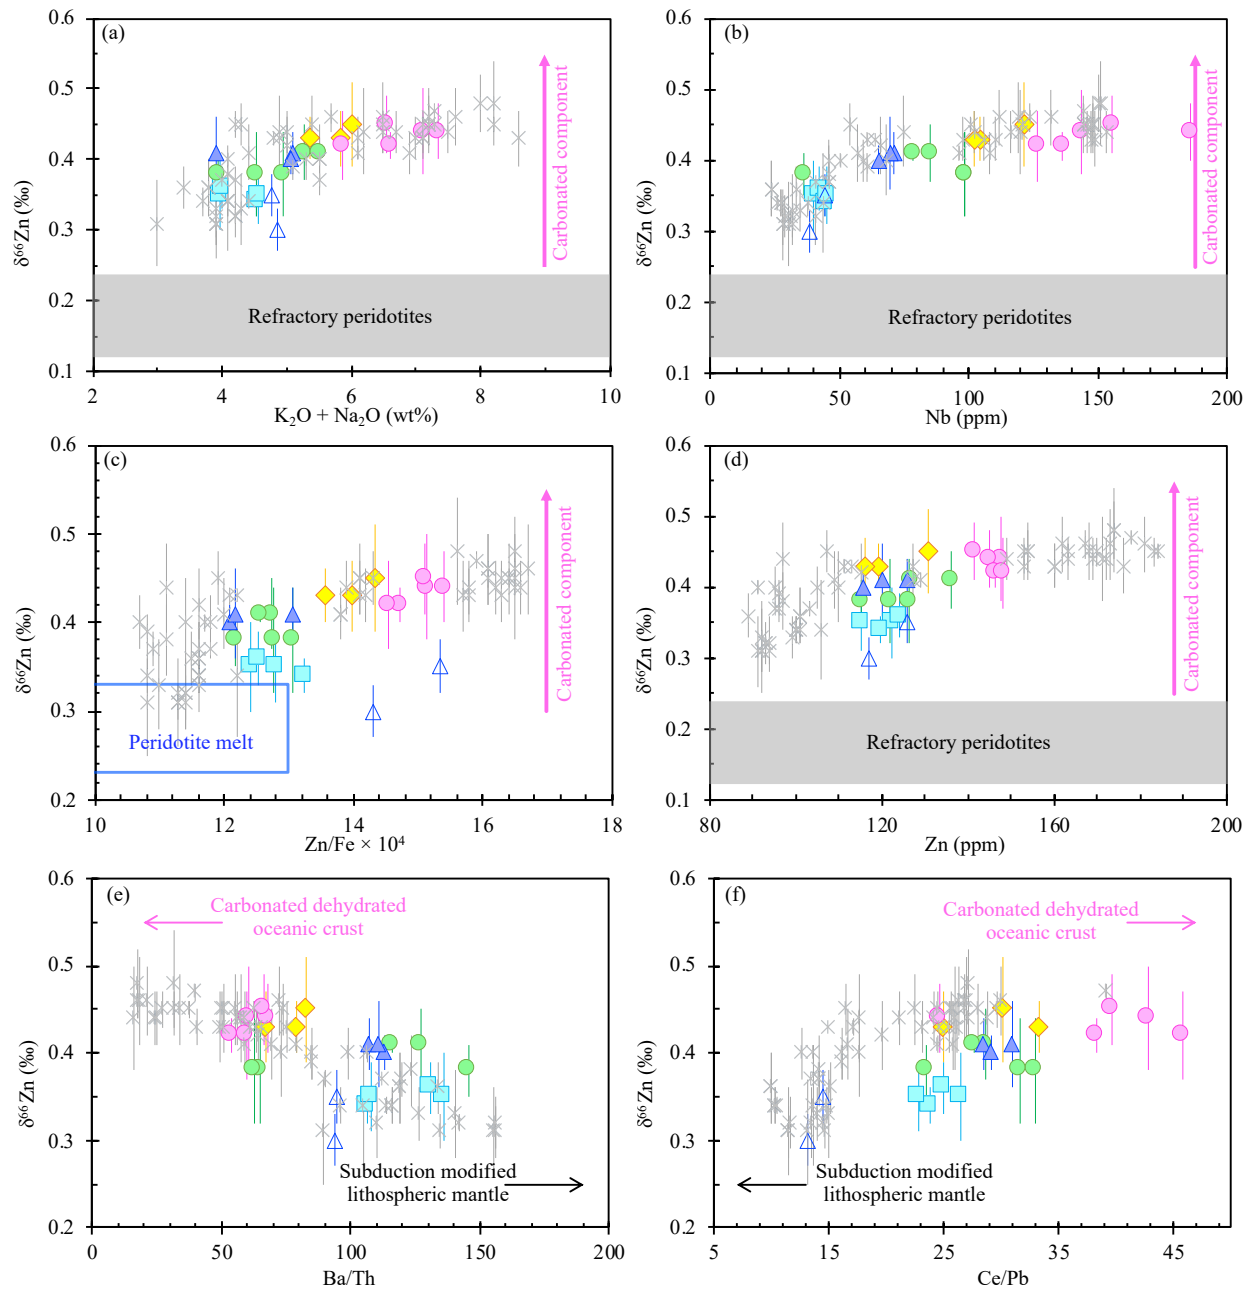 (a)
0.6
0.5
0.4
0.3
0.2
0.1
δ⁶⁶Zn (‰)
Carbonated component
Refractory peridotites
2
4
6
8
10
K₂O + Na₂O (wt%)
(b)
0.6
0.5
0.4
0.3
0.2
0.1
δ⁶⁶Zn (‰)
Carbonated component
Refractory peridotites
0
50
100
150
200
Nb (ppm)
(c)
0.6
0.5
0.4
0.3
0.2
δ⁶⁶Zn (‰)
Carbonated component
Peridotite melt
10
12
14
16
18
Zn/Fe × 10⁴
(d)
0.6
0.5
0.4
0.3
0.2
0.1
δ⁶⁶Zn (‰)
Carbonated component
Refractory peridotites
80
120
160
200
Zn (ppm)
(e)
0.6
0.5
0.4
0.3
0.2
δ⁶⁶Zn (‰)
Carbonated dehydrated
oceanic crust
Subduction modified
lithospheric mantle
0
50
100
150
200
Ba/Th
(f)
0.6
0.5
0.4
0.3
0.2
δ⁶⁶Zn (‰)
Carbonated dehydrated
oceanic crust
Subduction modified
lithospheric mantle
5
15
25
35
45
Ce/Pb